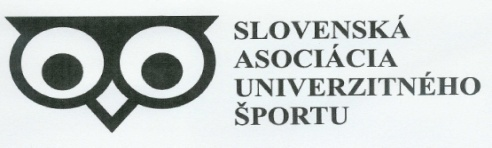 SLOVENSKÁ
ASOCIÁCIA
UNIVERZITNÉHO
ŠPORTU